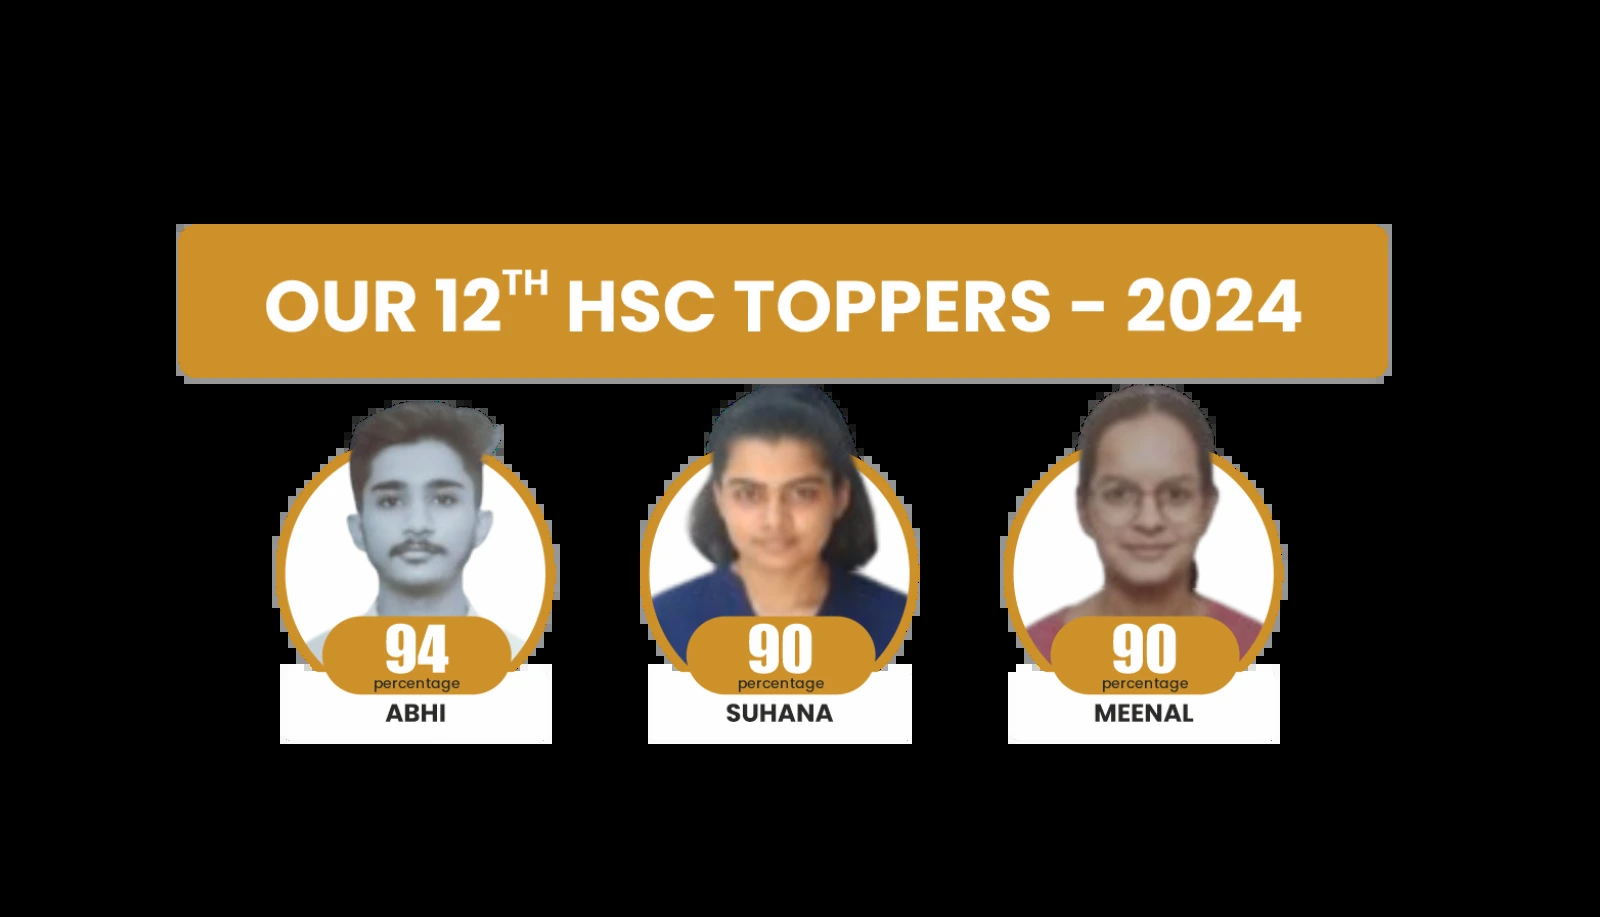 OUR 12TH HSC TOPPERS - 2024
94
percentage
ABHI
90
percentage
SUHANA
90
percentage
MEENAL